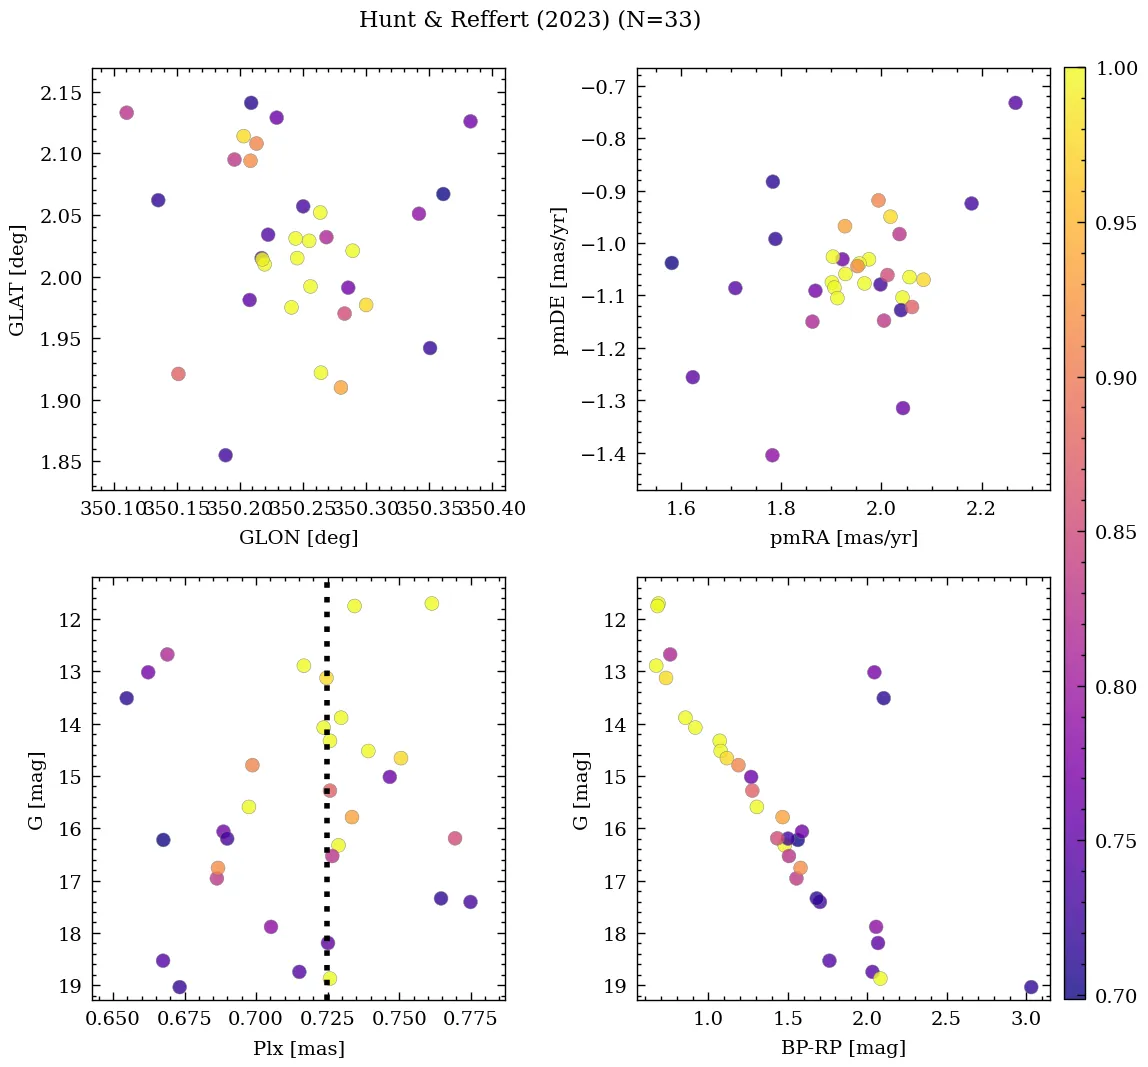 Hunt & Reffert (2023) (N=33)
2.15
2.10
2.05
2.00
1.95
1.90
1.85
GLAT [deg]
350.10 350.15 350.20 350.25 350.30 350.35 350.40
GLON [deg]
−0.7
−0.8
−0.9
−1.0
−1.1
−1.2
−1.3
−1.4
pmDE [mas/yr]
1.6 1.8 2.0 2.2
pmRA [mas/yr]
12
13
14
15
16
17
18
19
G [mag]
0.650 0.675 0.700 0.725 0.750 0.775
Plx [mas]
12
13
14
15
16
17
18
19
G [mag]
1.0 1.5 2.0 2.5 3.0
BP-RP [mag]
1.00
0.95
0.90
0.85
0.80
0.75
0.70